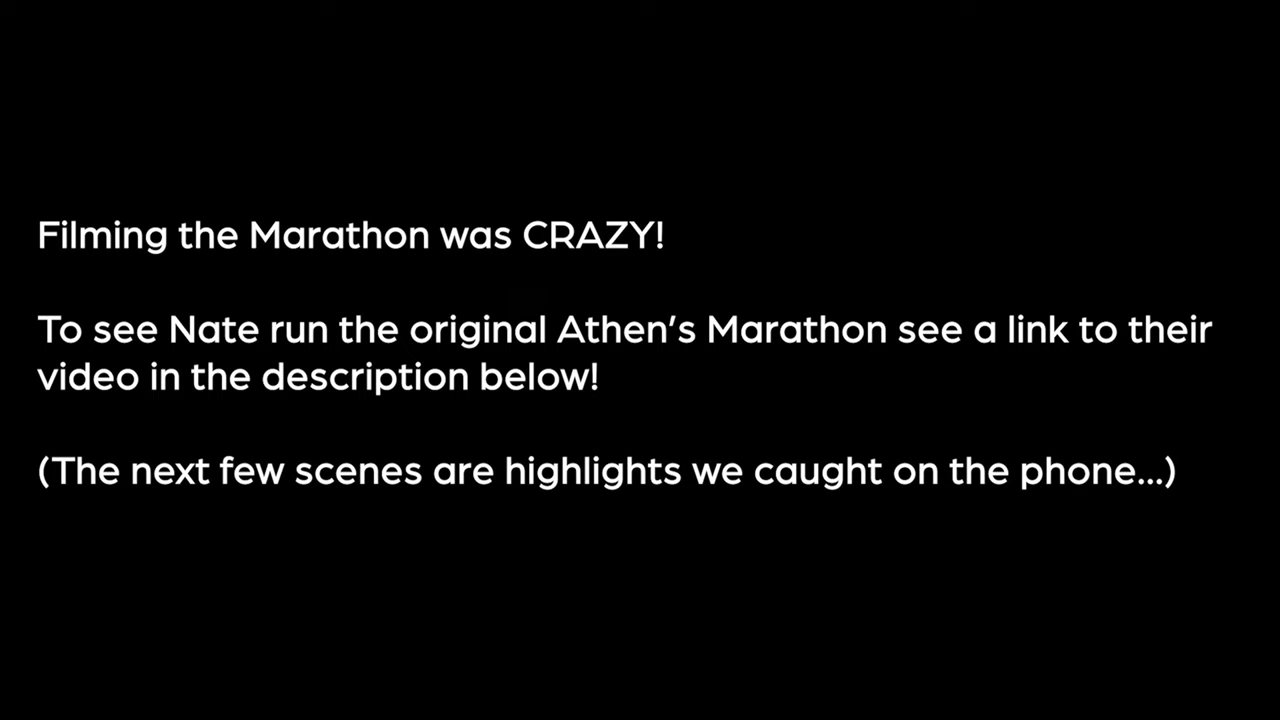 Filming the Marathon was CRAZY!
To see Nate run the original Athen's Marathon see a link to their
video in the description below!
(The next few scenes are highlights we caught on the phone...)